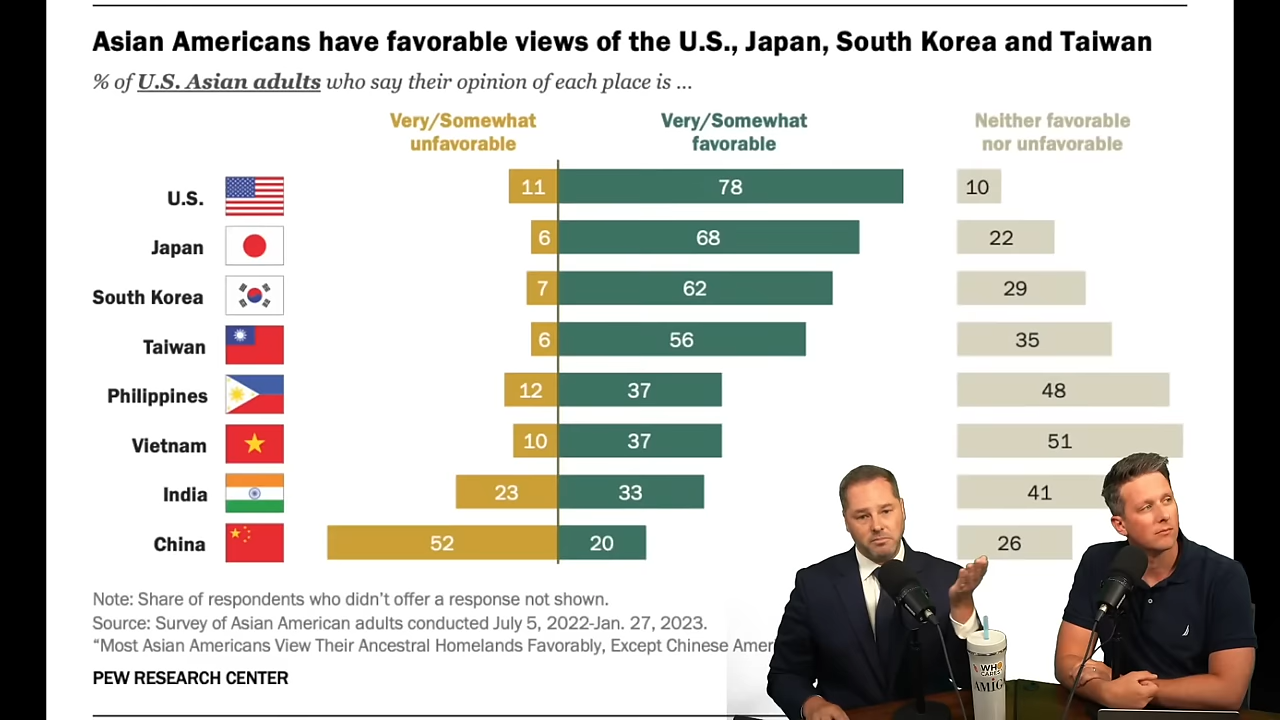 Asian Americans have favorable views of the U.S., Japan, South Korea and Taiwan
% of U.S. Asian adults who say their opinion of each place is ...
Very/Somewhat unfavorable
Very/Somewhat favorable
Neither favorable nor unfavorable
U.S. 11 78 10
Japan 6 68 22
South Korea 7 62 29
Taiwan 6 56 35
Philippines 12 37 48
Vietnam 10 37 51
India 23 33 41
China 52 20 26
Note: Share of respondents who didn't offer a response not shown.
Source: Survey of Asian American adults conducted July 5, 2022-Jan. 27, 2023.
“Most Asian Americans View Their Ancestral Homelands Favorably, Except Chinese Amer
PEW RESEARCH CENTER
WHO
CARES
AMIG